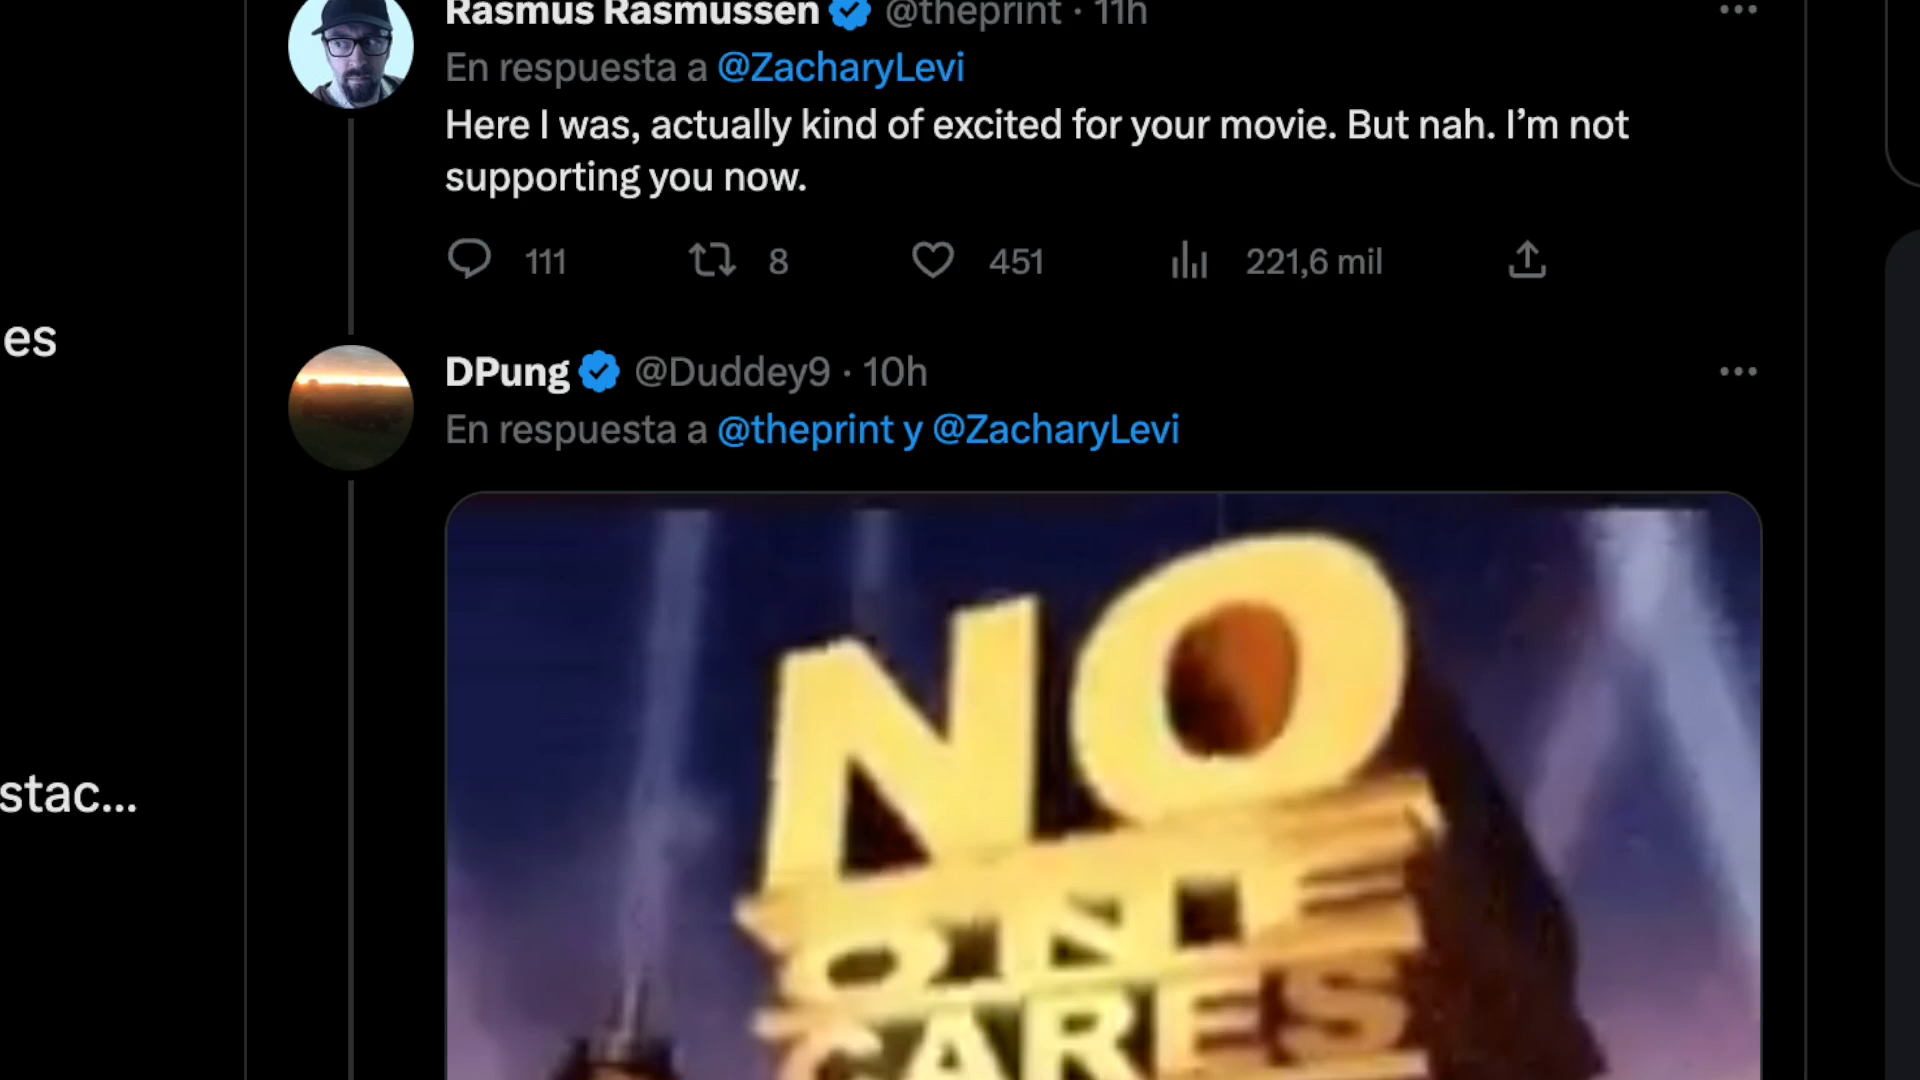 Rasmus Rasmussen @theprint · 11h
En respuesta a @ZacharyLevi
Here I was, actually kind of excited for your movie. But nah. I’m not
supporting you now.
111 8 451 221,6 mil
es
DPung @Duddey9 · 10h
En respuesta a @theprint y @ZacharyLevi
stac...
NO
ONE
CARES